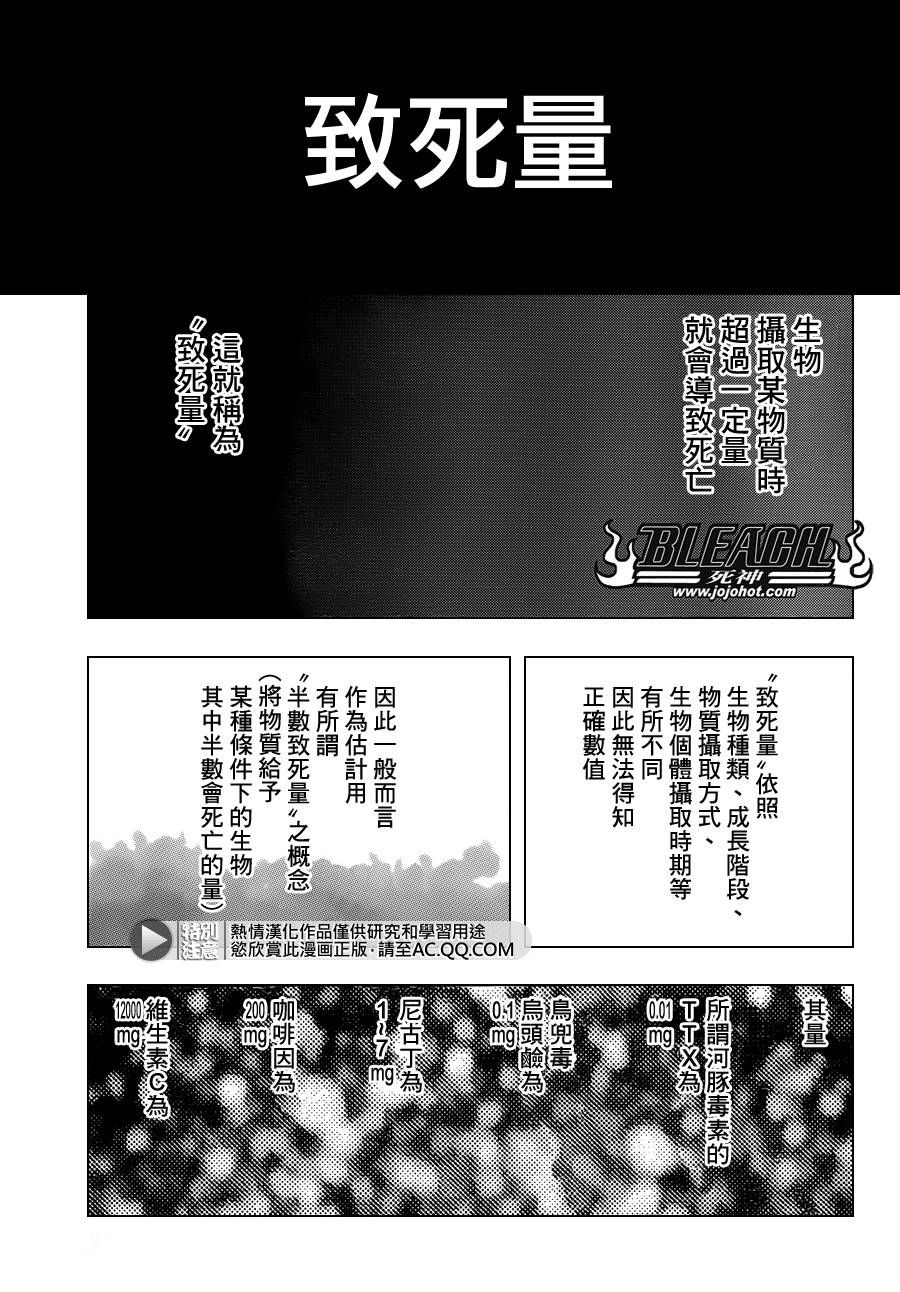 致死量
生物
攝取某物質時
超過一定量
就會導致死亡
這就稱為
〝致死量〞
BLEACH
死神
www.jojohot.com
〝致死量〞依照
生物種類、成長階段、
物質攝取方式、
生物個體攝取時期等
有所不同
因此無法得知
正確數值
因此一般而言
作為估計用
有所謂
〝半數致死量〞之概念
(將物質給予
某種條件下的生物
其中半數會死亡的量)
特別
注意
熱情漢化作品僅供研究和學習用途
慾欣賞此漫画正版·請至AC.QQ.COM
其量
所謂河豚毒素的
TTX為
0.01mg
鳥兜毒
烏頭鹼為
0.1mg
尼古丁為
1~7mg
咖啡因為
200mg
維生素C為
12000mg